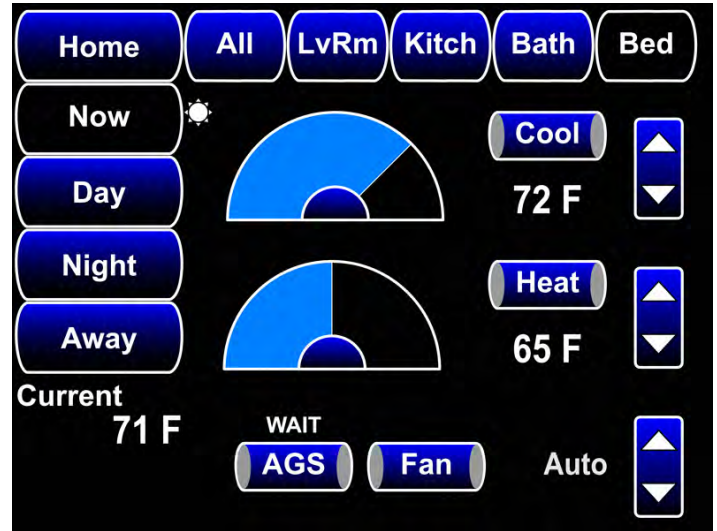 Home All LvRm Kitch Bath Bed
Now
Day
Night
Away
Current
71 F
Cool
72 F
Heat
65 F
WAIT
AGS Fan Auto